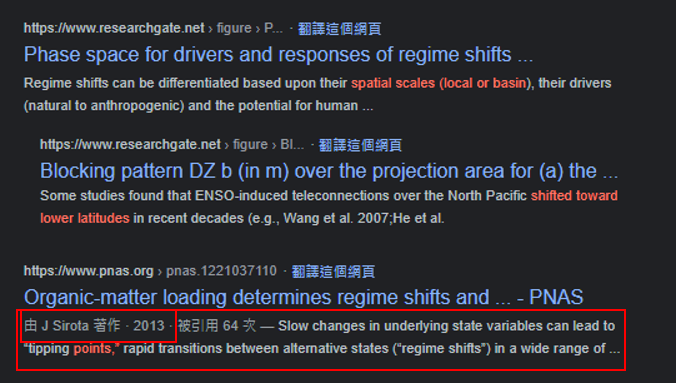 https://www.researchgate.net › figure › P... · 翻譯這個網頁
Phase space for drivers and responses of regime shifts ...
Regime shifts can be differentiated based upon their spatial scales (local or basin), their drivers
(natural to anthropogenic) and the potential for human ...
https://www.researchgate.net › figure › Bl... · 翻譯這個網頁
Blocking pattern DZ b (in m) over the projection area for (a) the ...
Some studies found that ENSO-induced teleconnections over the North Pacific shifted toward
lower latitudes in recent decades (e.g., Wang et al. 2007;He et al.
https://www.pnas.org › pnas.1221037110 · 翻譯這個網頁
Organic-matter loading determines regime shifts and ... - PNAS
由 J Sirota 著作 · 2013 · 被引用 64 次 — Slow changes in underlying state variables can lead to
“tipping points,” rapid transitions between alternative states (“regime shifts”) in a wide range of ...